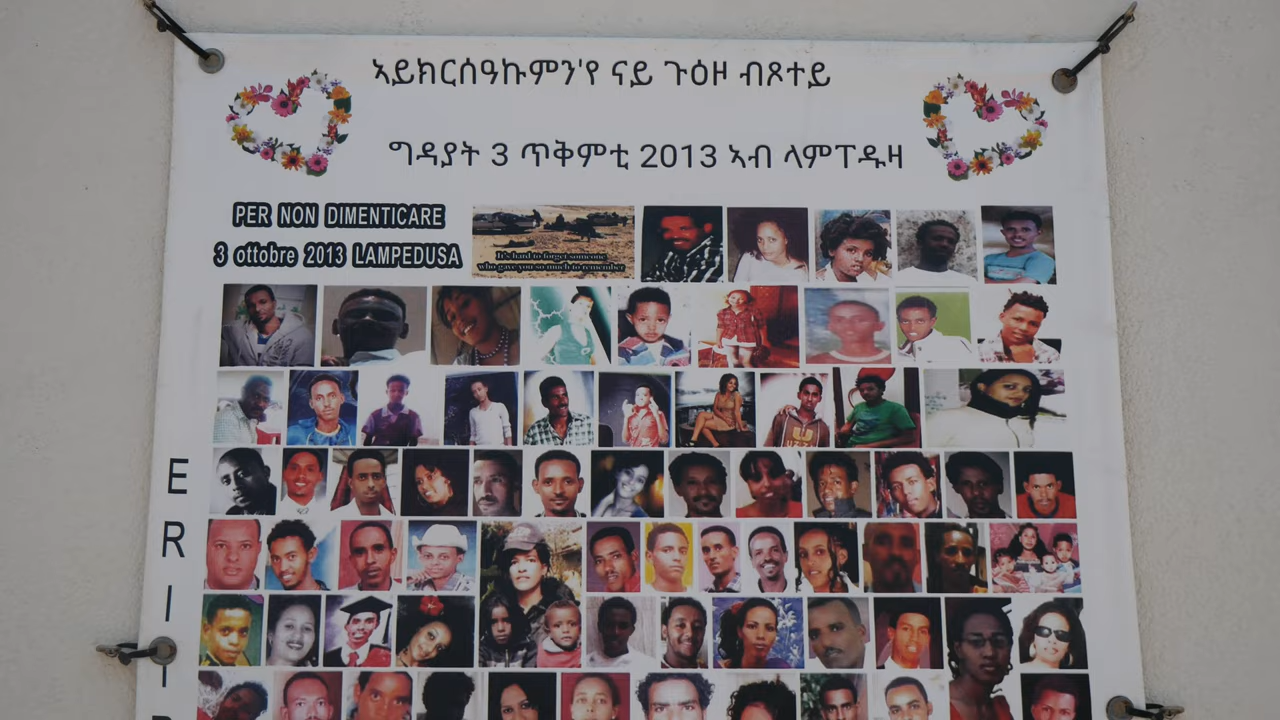 ኣይክርሰዓኩምን'የ ናይ ጉዕዞ ብጾተይ
ግዳያት 3 ጥቅምቲ 2013 ኣብ ላምፐዱዛ
PER NON DIMENTICARE
3 ottobre 2013 LAMPEDUSA
It's hard to forget someone
who gave you so much to remember
E
R
I
T